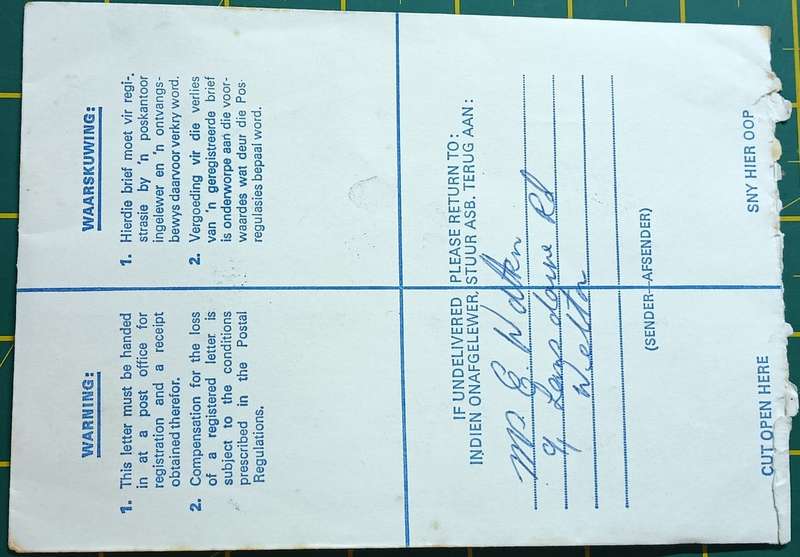 WARNING:
1. This letter must be handed
in at a post office for
registration and a receipt
obtained therefor.
2. Compensation for the loss
of a registered letter is
subject to the conditions
prescribed in the Postal
Regulations.
WAARSKUWING:
1. Hierdie brief moet vir regi-
strasie by 'n poskantoor
ingelewer en 'n ontvangs-
bewys daarvoor verkry word.
2. Vergoeding vir die verlies
van 'n geregistreerde brief
is onderworpe aan die voor-
waardes wat deur die Pos-
regulasies bepaal word.
IF UNDELIVERED PLEASE RETURN TO:
INDIEN ONAFGELEWER, STUUR ASB. TERUG AAN:
E.
Lansdowne Rd
(SENDER—AFSENDER)
CUT OPEN HERE
SNY HIER OOP